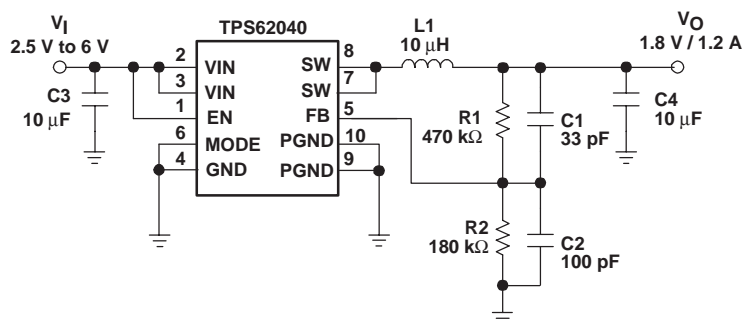 TPS62040
V_I
2.5 V to 6 V
C3
10 μF
2 VIN
3 VIN
1 EN
6 MODE
4 GND
SW 8
SW 7
FB 5
PGND 10
PGND 9
L1
10 μH
R1
470 kΩ
C1
33 pF
R2
180 kΩ
C2
100 pF
V_O
1.8 V / 1.2 A
C4
10 μF